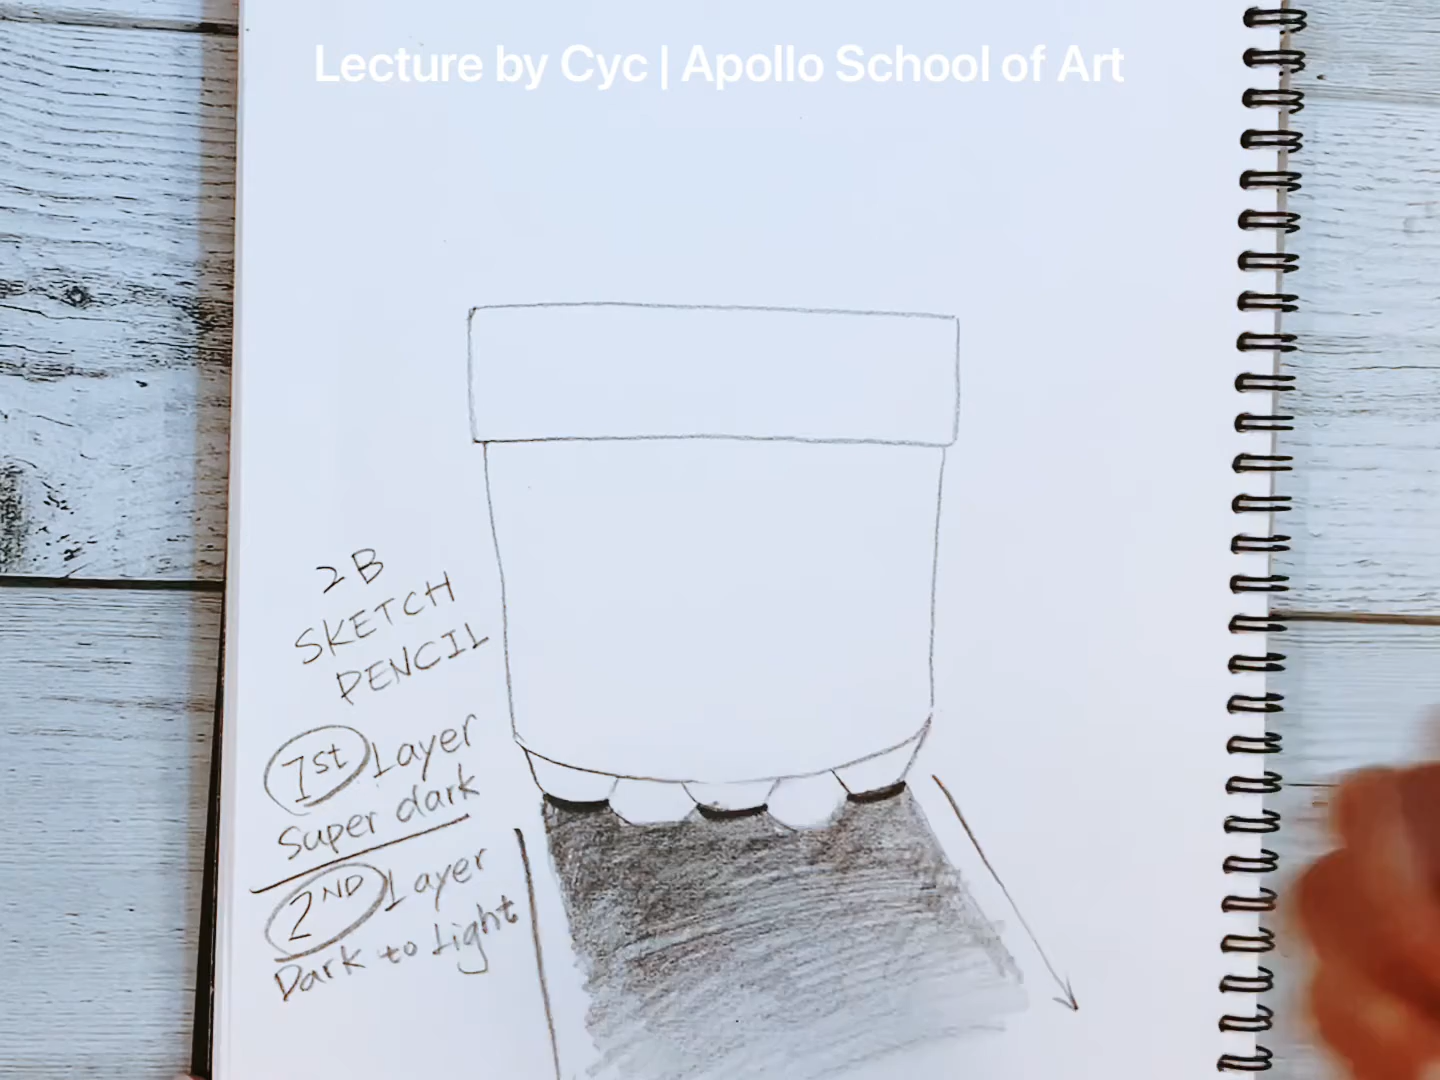 Lecture by Cyc | Apollo School of Art
2B
SKETCH
PENCIL
1st Layer
Super dark
2ND Layer
Dark to Light